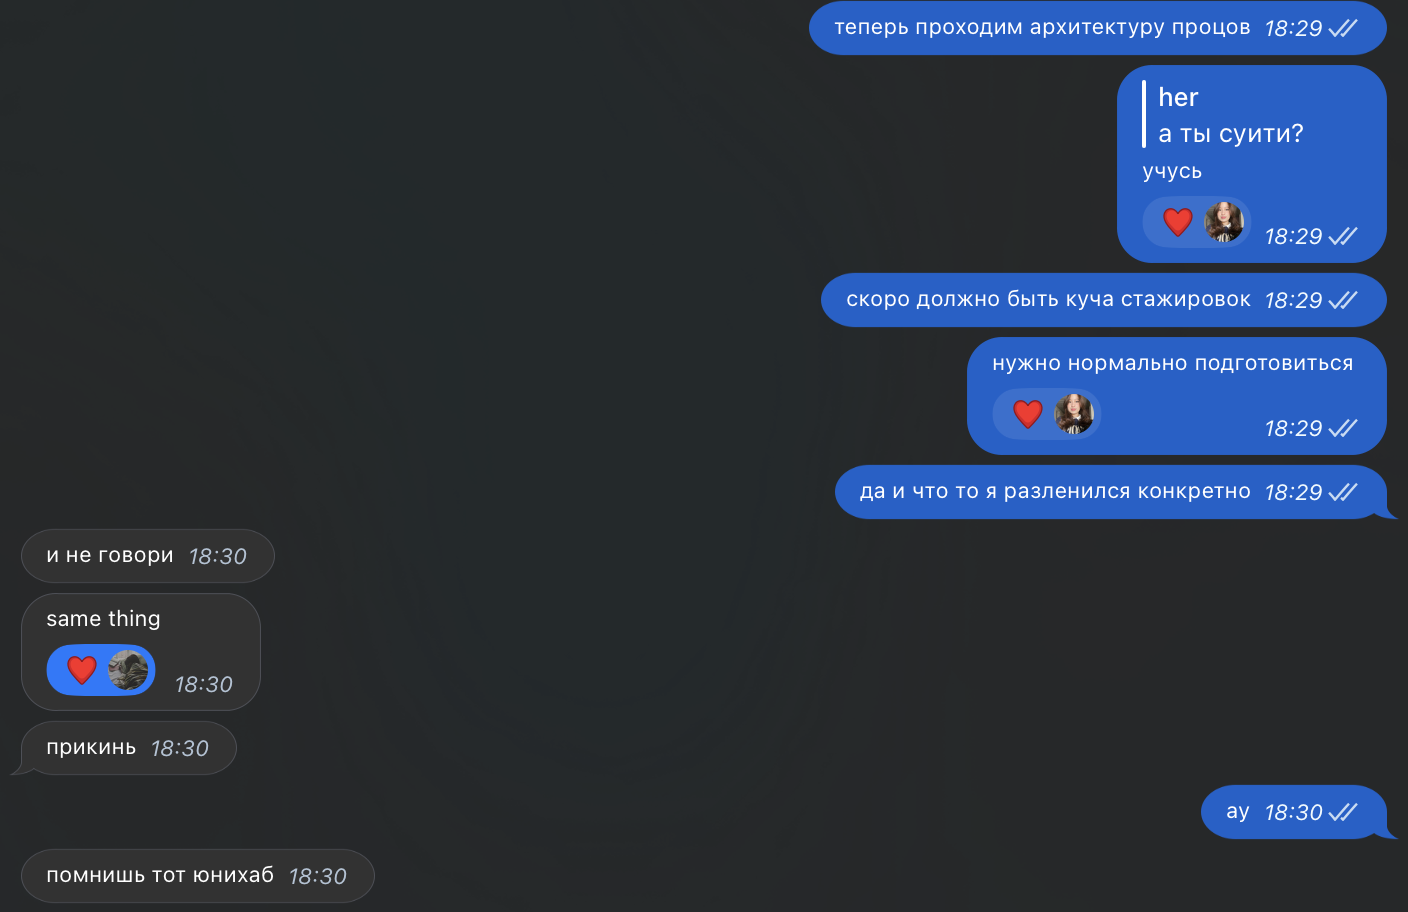 теперь проходим архитектуру процов 18:29
her
а ты суити?
учусь
18:29
скоро должно быть куча стажировок 18:29
нужно нормально подготовиться
18:29
да и что то я разленился конкретно 18:29
и не говори 18:30
same thing
18:30
прикинь 18:30
ау 18:30
помнишь тот юнихаб 18:30